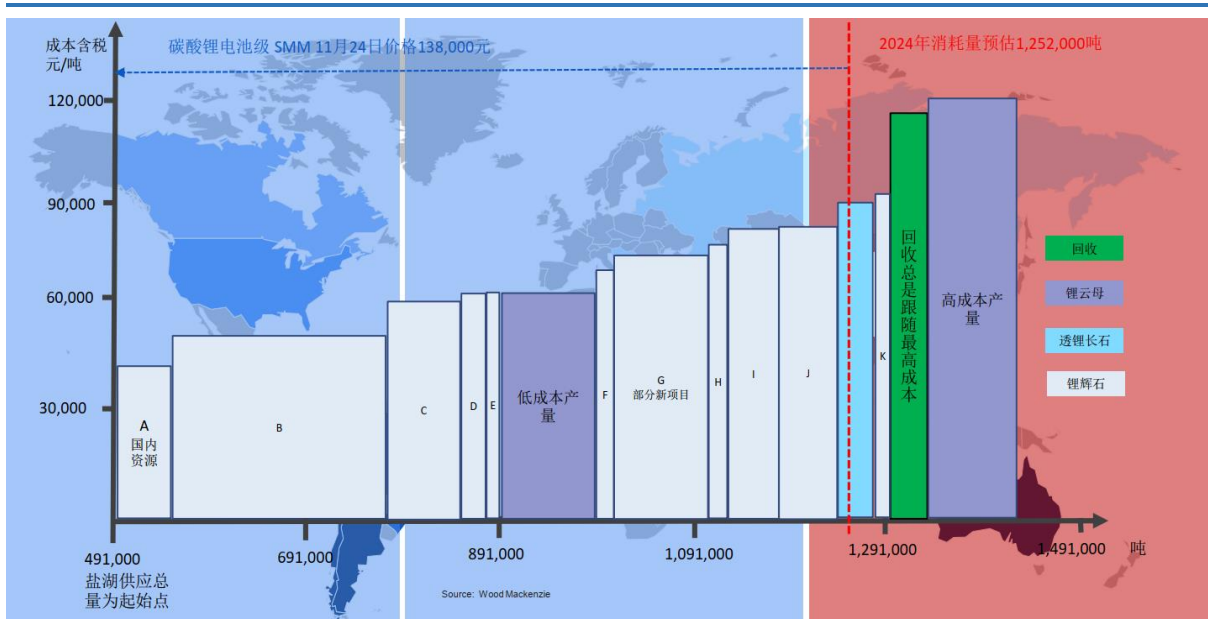 成本含税
元/吨
碳酸锂电池级 SMM 11月24日价格138,000元
2024年消耗量预估1,252,000吨
120,000
90,000
60,000
30,000
A
国内
资源
B
C
D
E
低成本产
量
F
G
部分新项目
H
I
J
K
回收总是跟随最高成本
高成本产
量
回收
锂云母
透锂长石
锂辉石
491,000
691,000
891,000
1,091,000
1,291,000
1,491,000
吨
盐湖供应总
量为起始点
Source: Wood Mackenzie